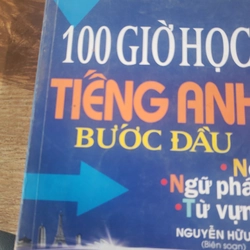 100 GIỜ HỌC
TIẾNG ANH
BƯỚC ĐẦU
• Ngữ phá
• Từ vựn
NGUYỄN HỮU
(Biên soạn)